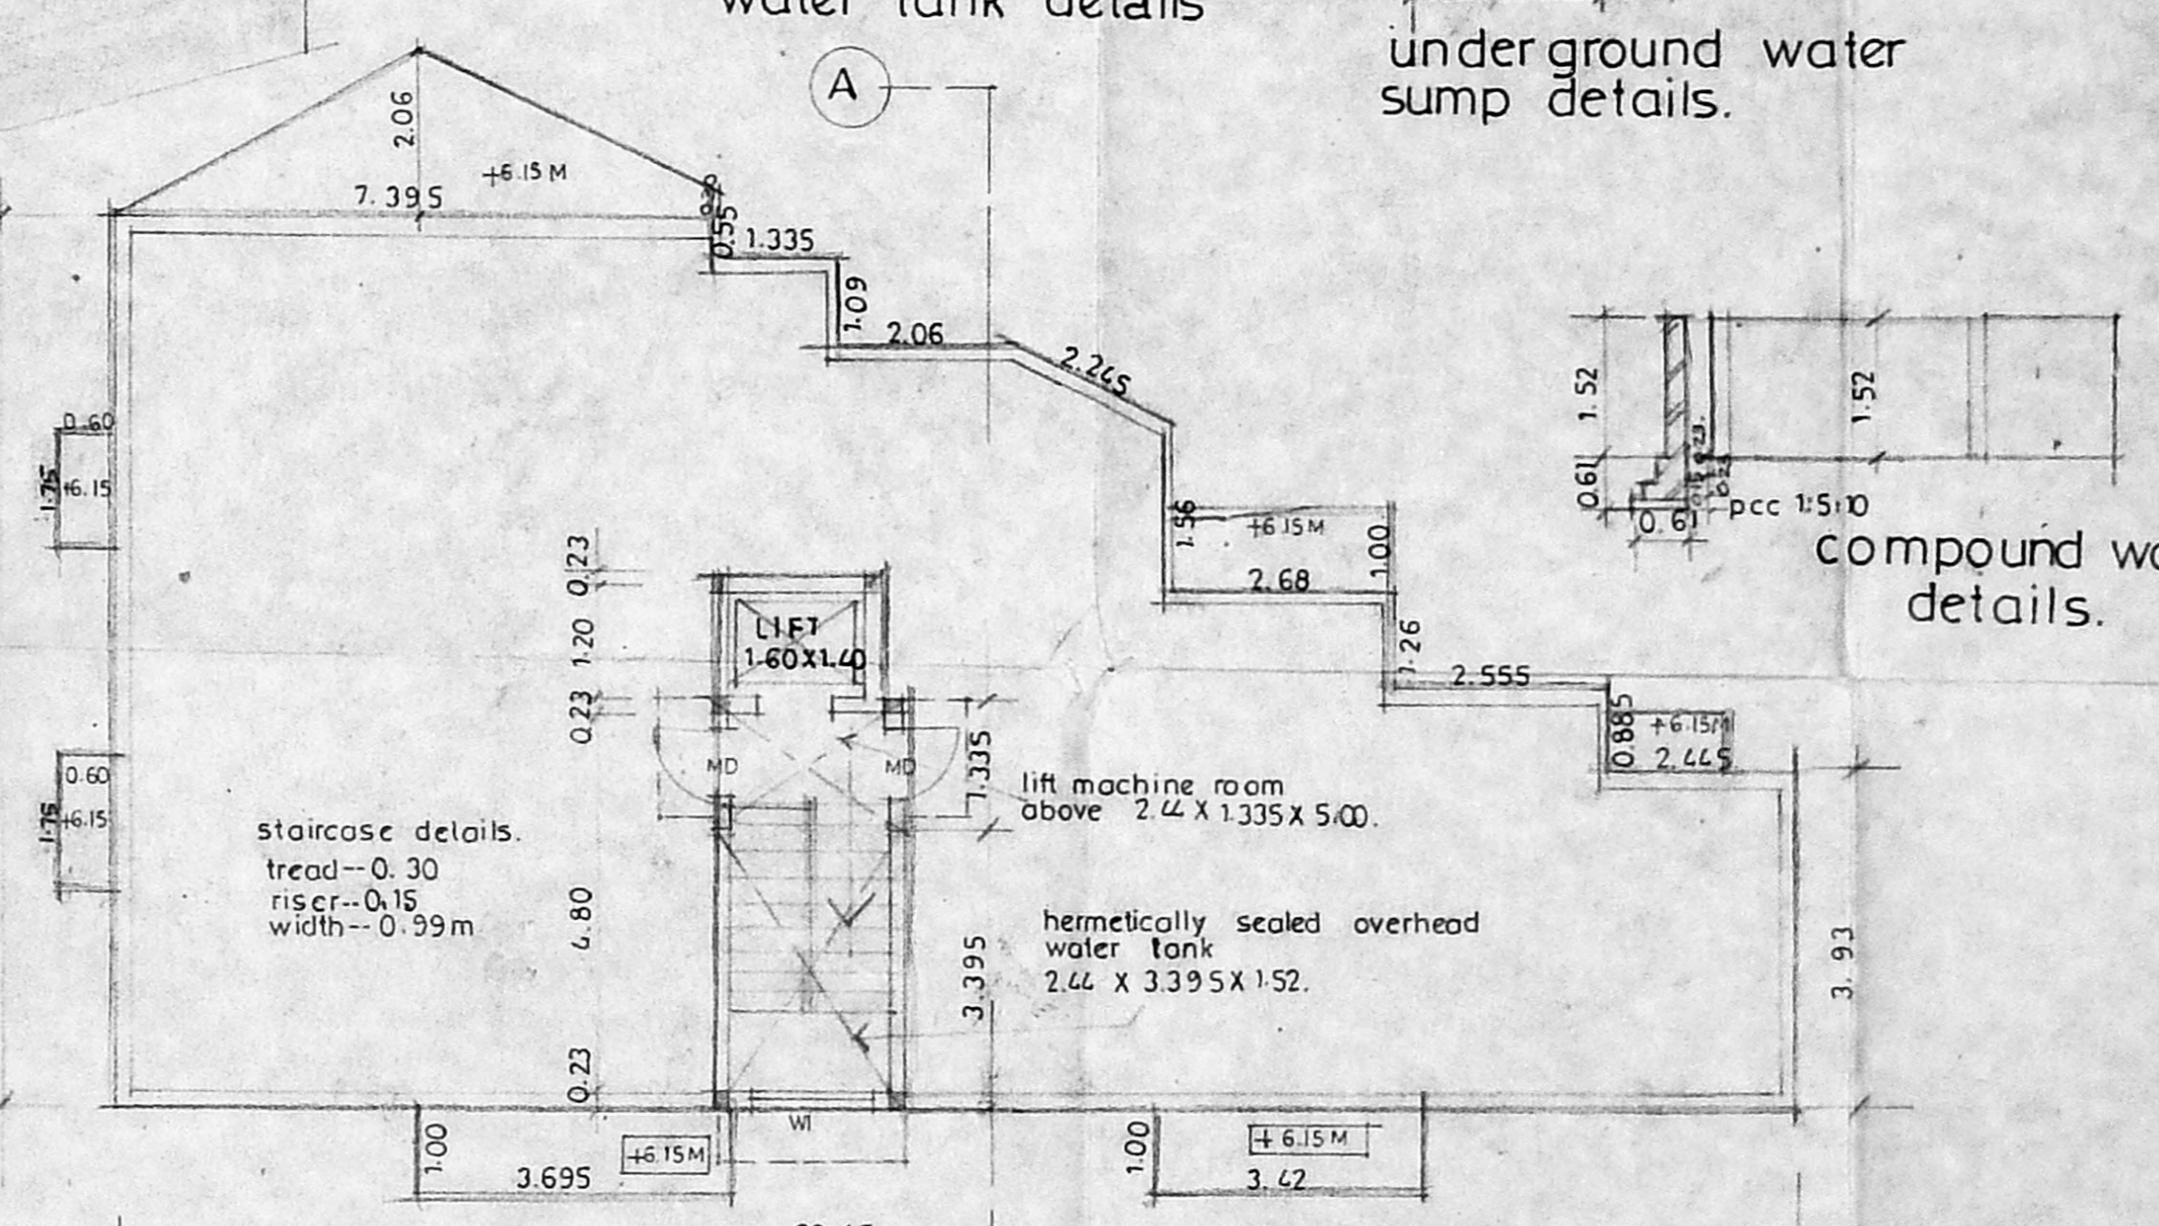 water tank details
underground water
sump details.
A
2.06
+6.15 M
7.395
0.55
1.335
1.09
2.06
2.245
1.56
+6.15M
1.00
2.68
1.26
2.555
0.885
+6.15M
2.445
3.93
1.52
1.52
0.61
0.61
pcc 1:5:10
compound
details.
0.60
1.75
+6.15
0.60
1.75
+6.15
0.23
1.20
0.23
4.80
0.23
LIFT
1.60X1.40
MD
MD
1.335
3.395
lift machine room
above 2.44 X 1.335 X 5.00.
staircase details.
tread--0.30
riser--0.15
width--0.99m
hermetically sealed overhead
water tank
2.44 X 3.395 X 1.52.
W1
1.00
+6.15M
3.695
1.00
+6.15M
3.42